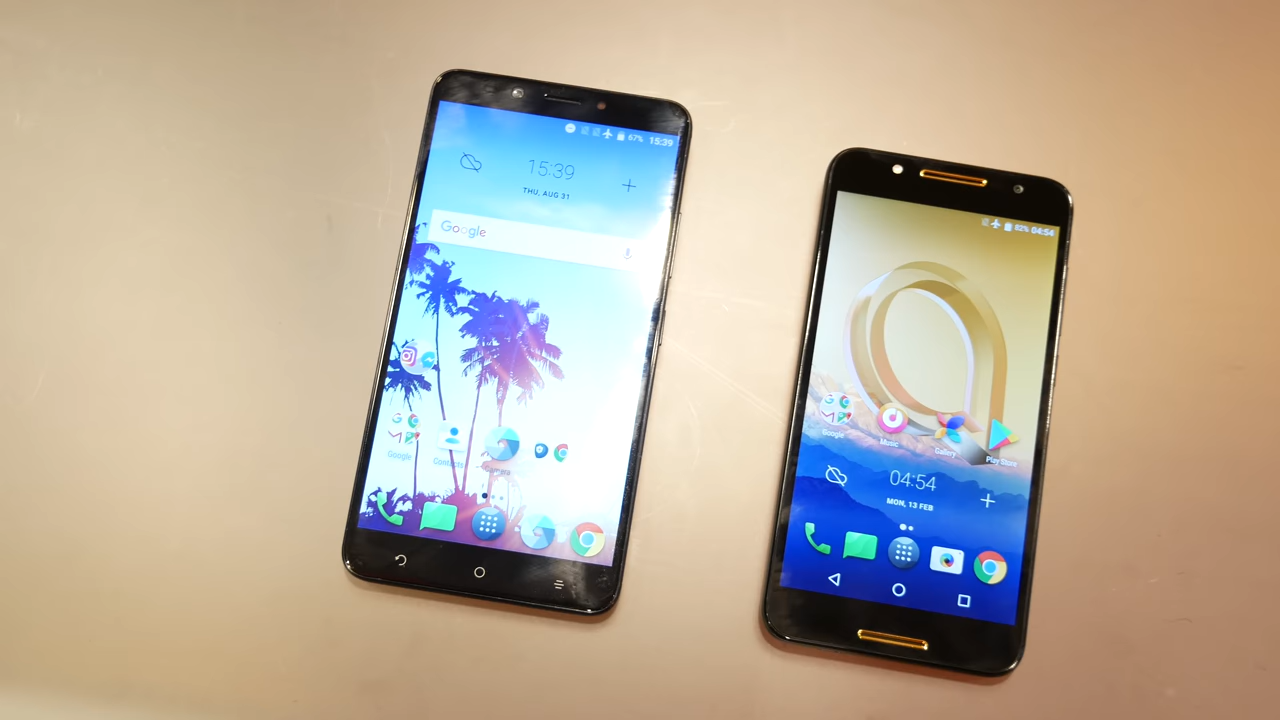 67% 15:39
15:39
THU, AUG 31
Google
Google
Contacts
Camera
82% 04:54
Google
Music
Gallery
Play Store
04:54
MON, 13 FEB